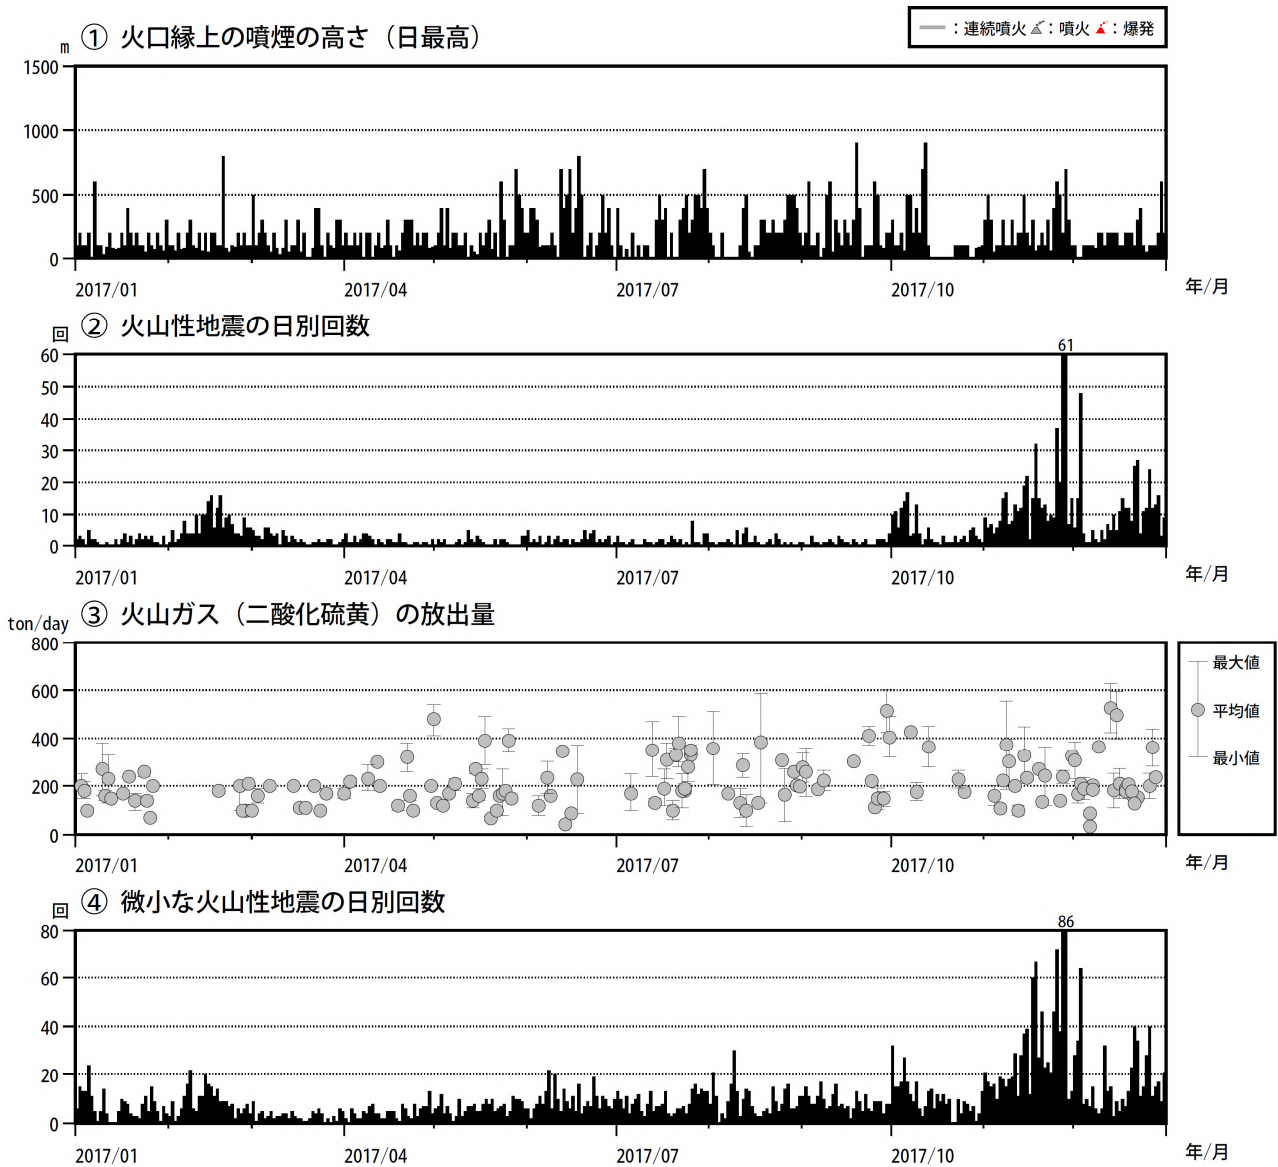 ① 火口縁上の噴煙の高さ（日最高）
：連続噴火 ：噴火 ：爆発
m
1500
1000
500
0
2017/01 2017/04 2017/07 2017/10 年/月
② 火山性地震の日別回数
回
61
60
50
40
30
20
10
0
2017/01 2017/04 2017/07 2017/10 年/月
③ 火山ガス（二酸化硫黄）の放出量
ton/day
800
600
400
200
0
最大値
平均値
最小値
2017/01 2017/04 2017/07 2017/10 年/月
④ 微小な火山性地震の日別回数
回
86
80
60
40
20
0
2017/01 2017/04 2017/07 2017/10 年/月